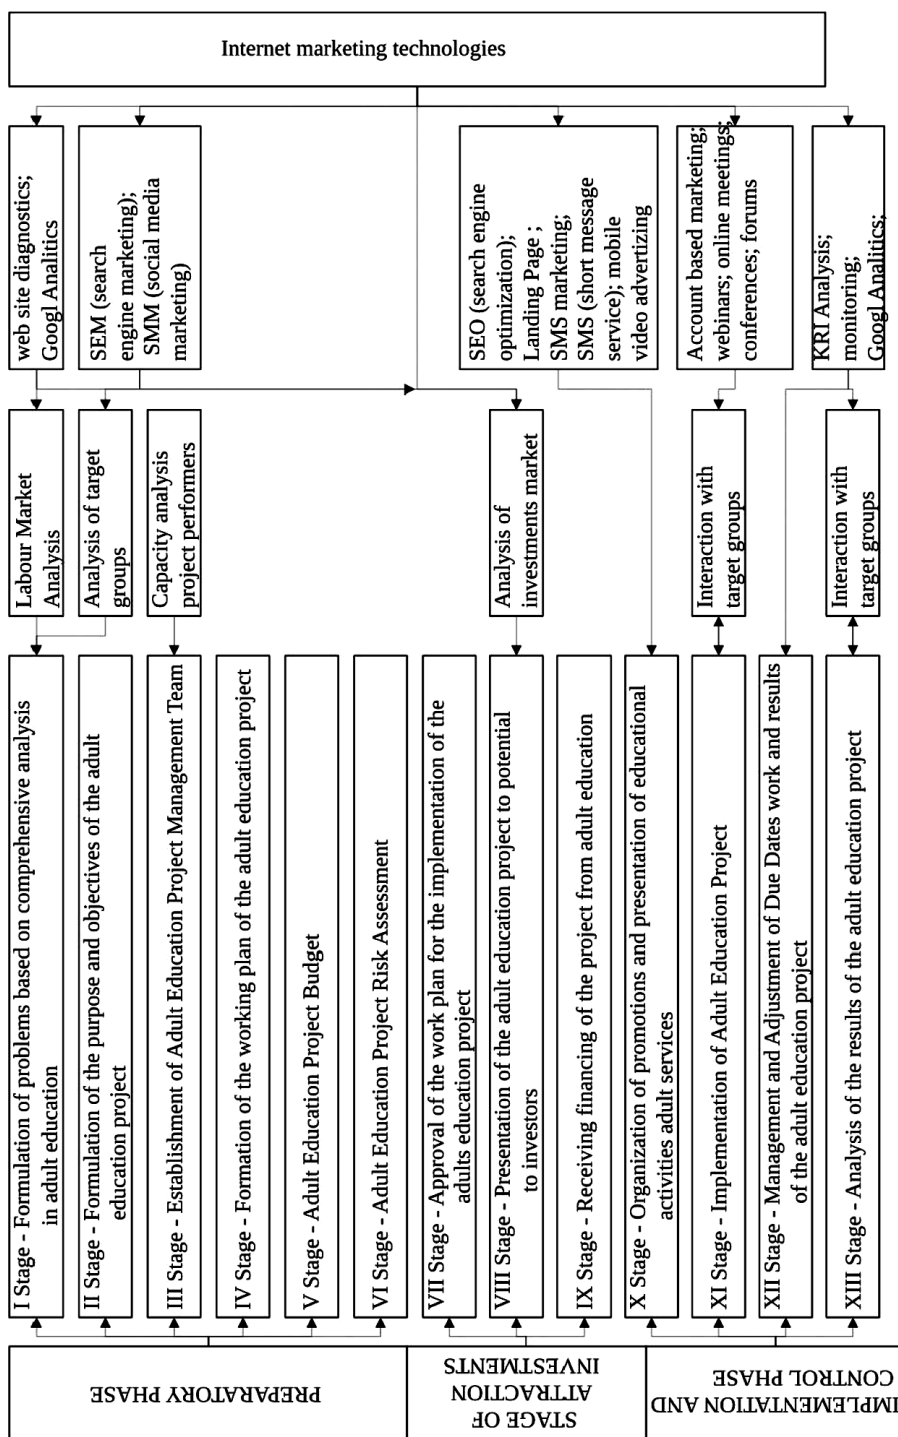 Internet marketing technologies
web site diagnostics;
Googl Analitics
SEM (search
engine marketing);
SMM (social media
marketing)
SEO (search engine
optimization);
Landing Page ;
SMS marketing;
SMS (short message
service); mobile
video advertizing
Account based marketing;
webinars; online meetings;
conferences; forums
KRI Analysis;
monitoring;
Googl Analitics;
Labour Market
Analysis
Analysis of target
groups
Capacity analysis
project performers
Analysis of
investments market
Interaction with
target groups
Interaction with
target groups
I Stage - Formulation of problems based on comprehensive analysis
in adult education
II Stage - Formulation of the purpose and objectives of the adult
education project
III Stage - Establishment of Adult Education Project Management Team
IV Stage - Formation of the working plan of the adult education project
V Stage - Adult Education Project Budget
VI Stage - Adult Education Project Risk Assessment
VII Stage - Approval of the work plan for the implementation of the
adults education project
VIII Stage - Presentation of the adult education project to potential
to investors
IX Stage - Receiving financing of the project from adult education
X Stage - Organization of promotions and presentation of educational
activities adult services
XI Stage - Implementation of Adult Education Project
XII Stage - Management and Adjustment of Due Dates work and results
of the adult education project
XIII Stage - Analysis of the results of the adult education project
PREPARATORY PHASE
STAGE OF
ATTRACTION
INVESTMENTS
IMPLEMENTATION AND
CONTROL PHASE